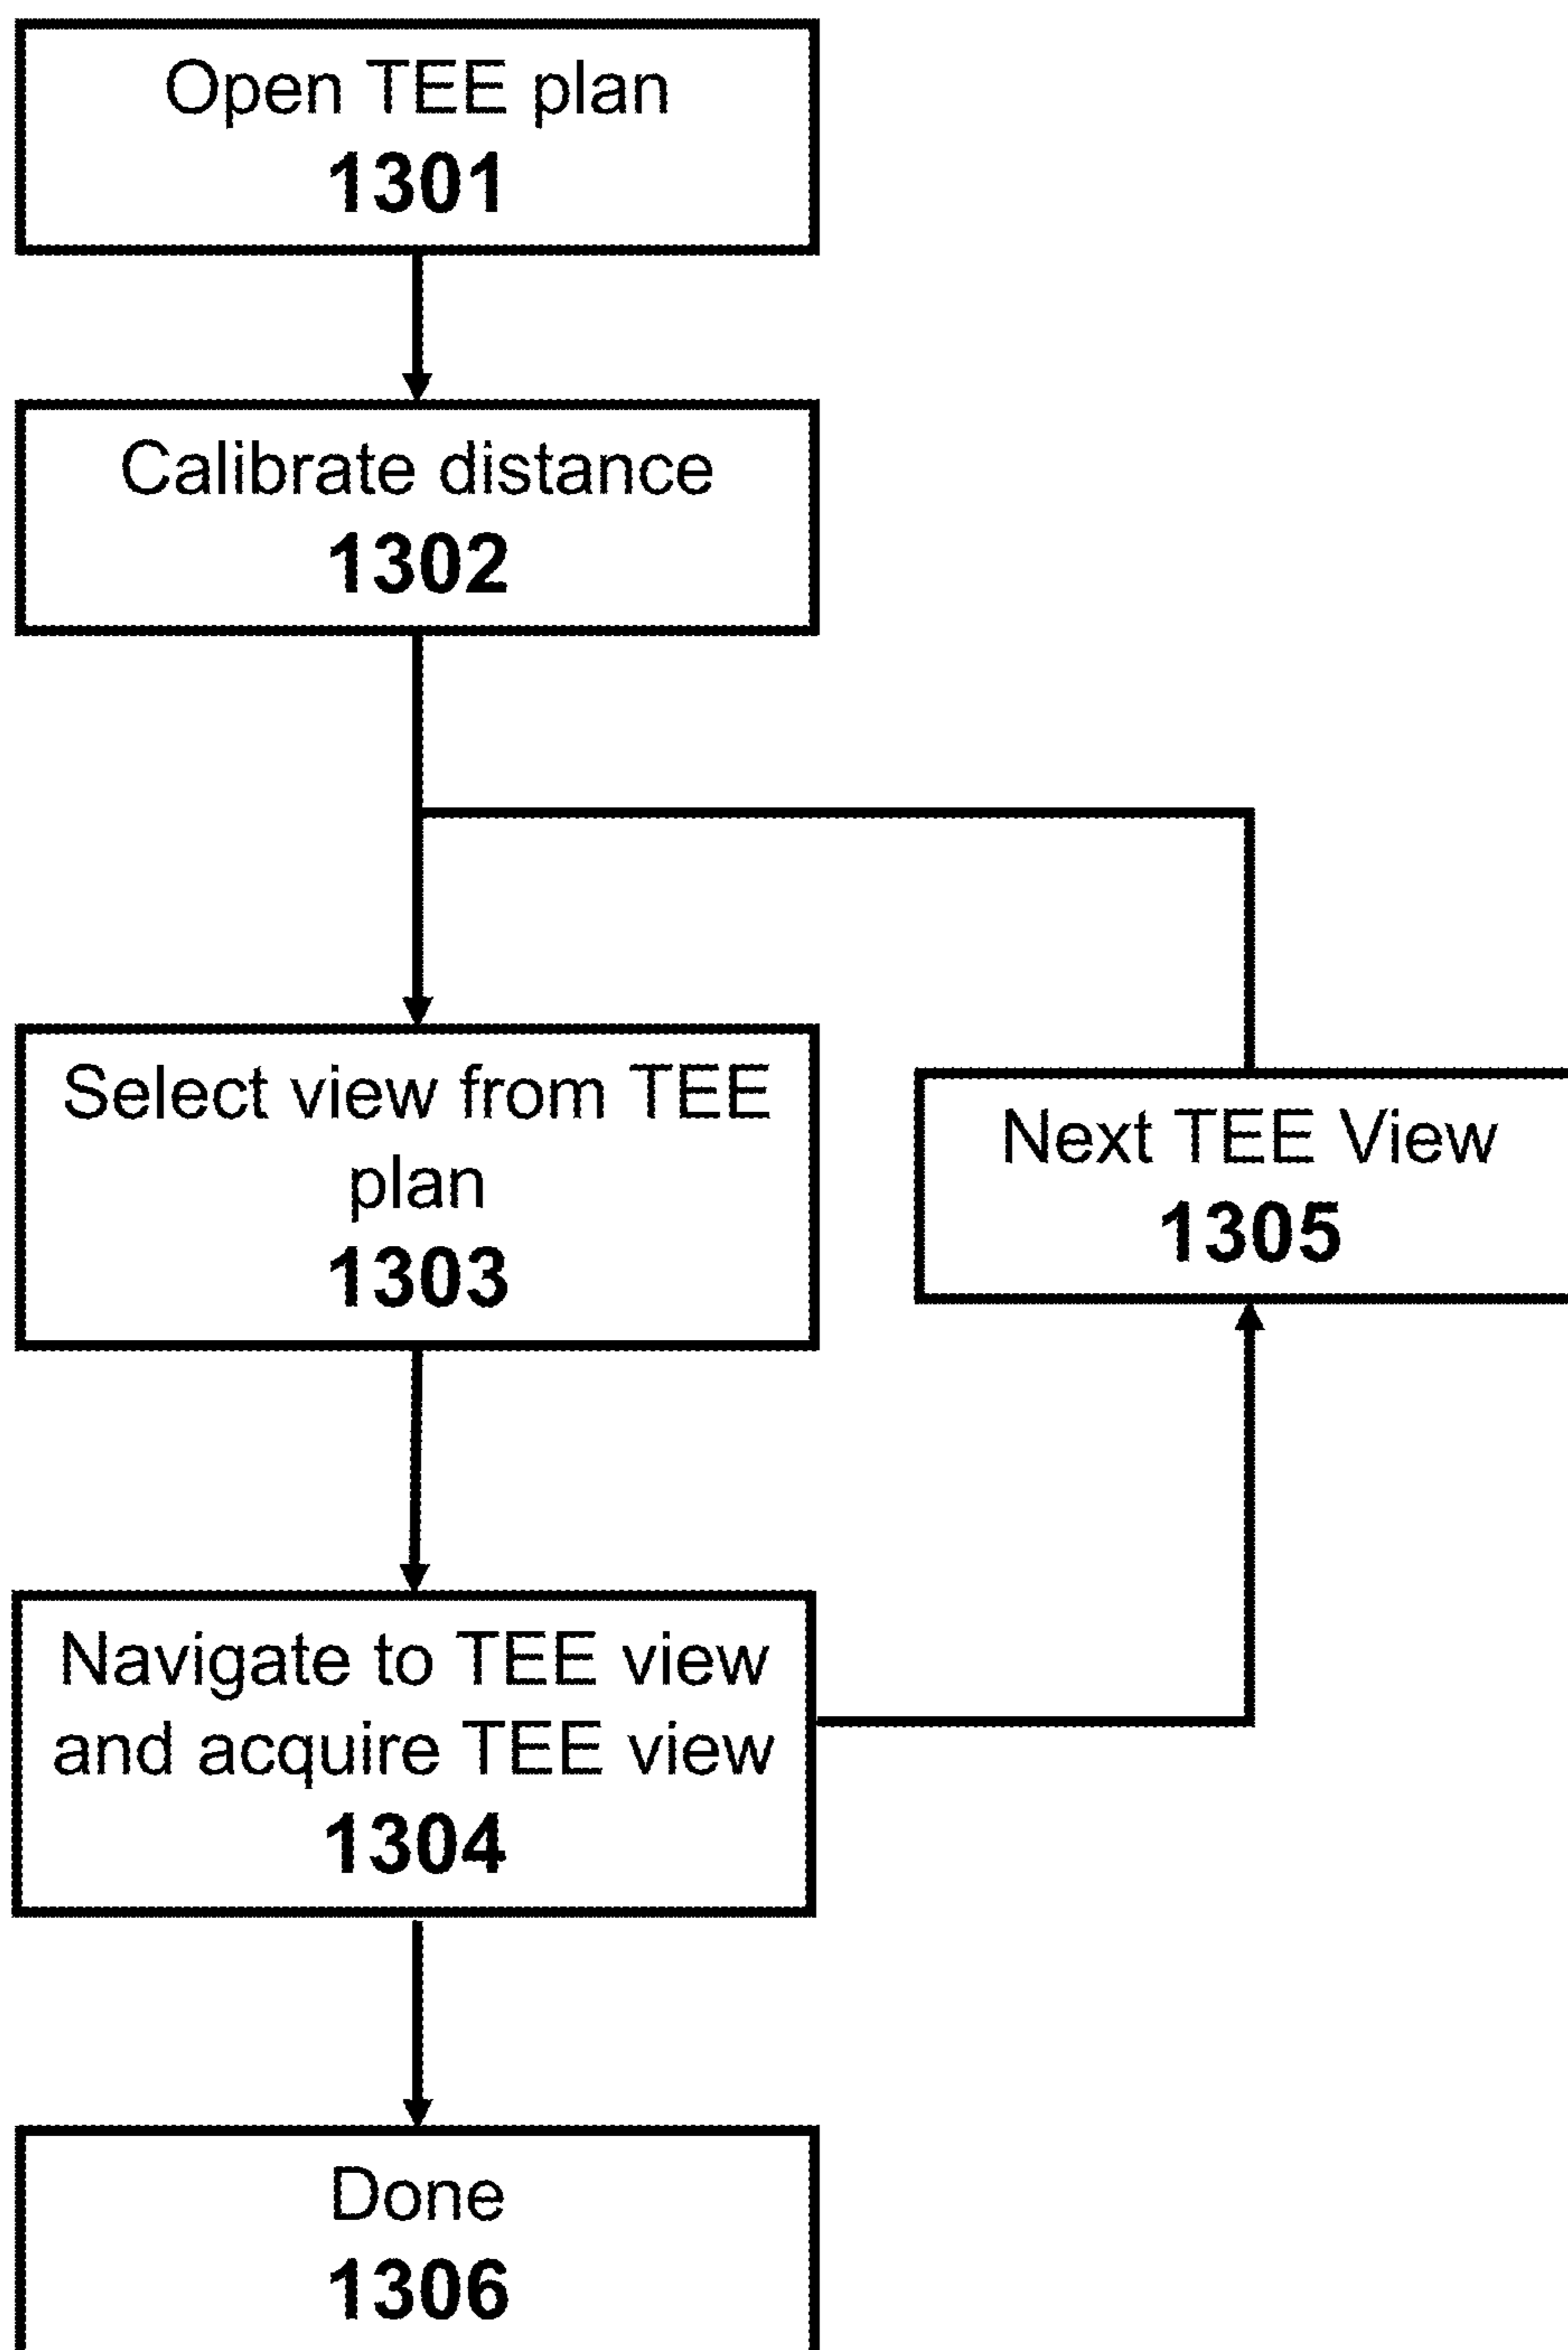 Open TEE plan
1301
Calibrate distance
1302
Select view from TEE
plan
1303
Next TEE View
1305
Navigate to TEE view
and acquire TEE view
1304
Done
1306